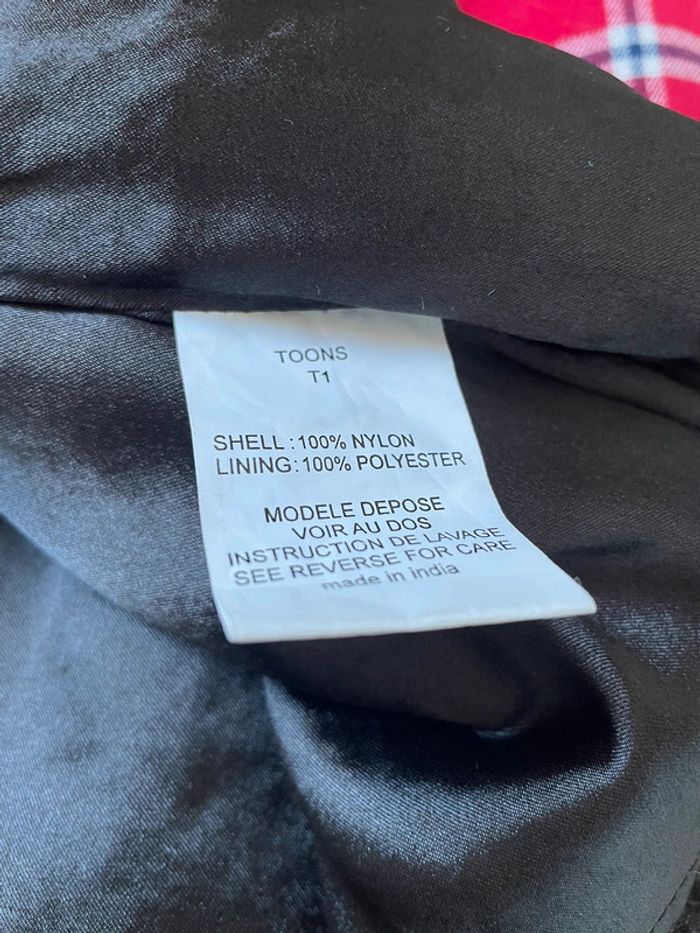 TOONS
T1
SHELL : 100% NYLON
LINING : 100% POLYESTER
MODELE DEPOSE
VOIR AU DOS
INSTRUCTION DE LAVAGE
SEE REVERSE FOR CARE
made in india